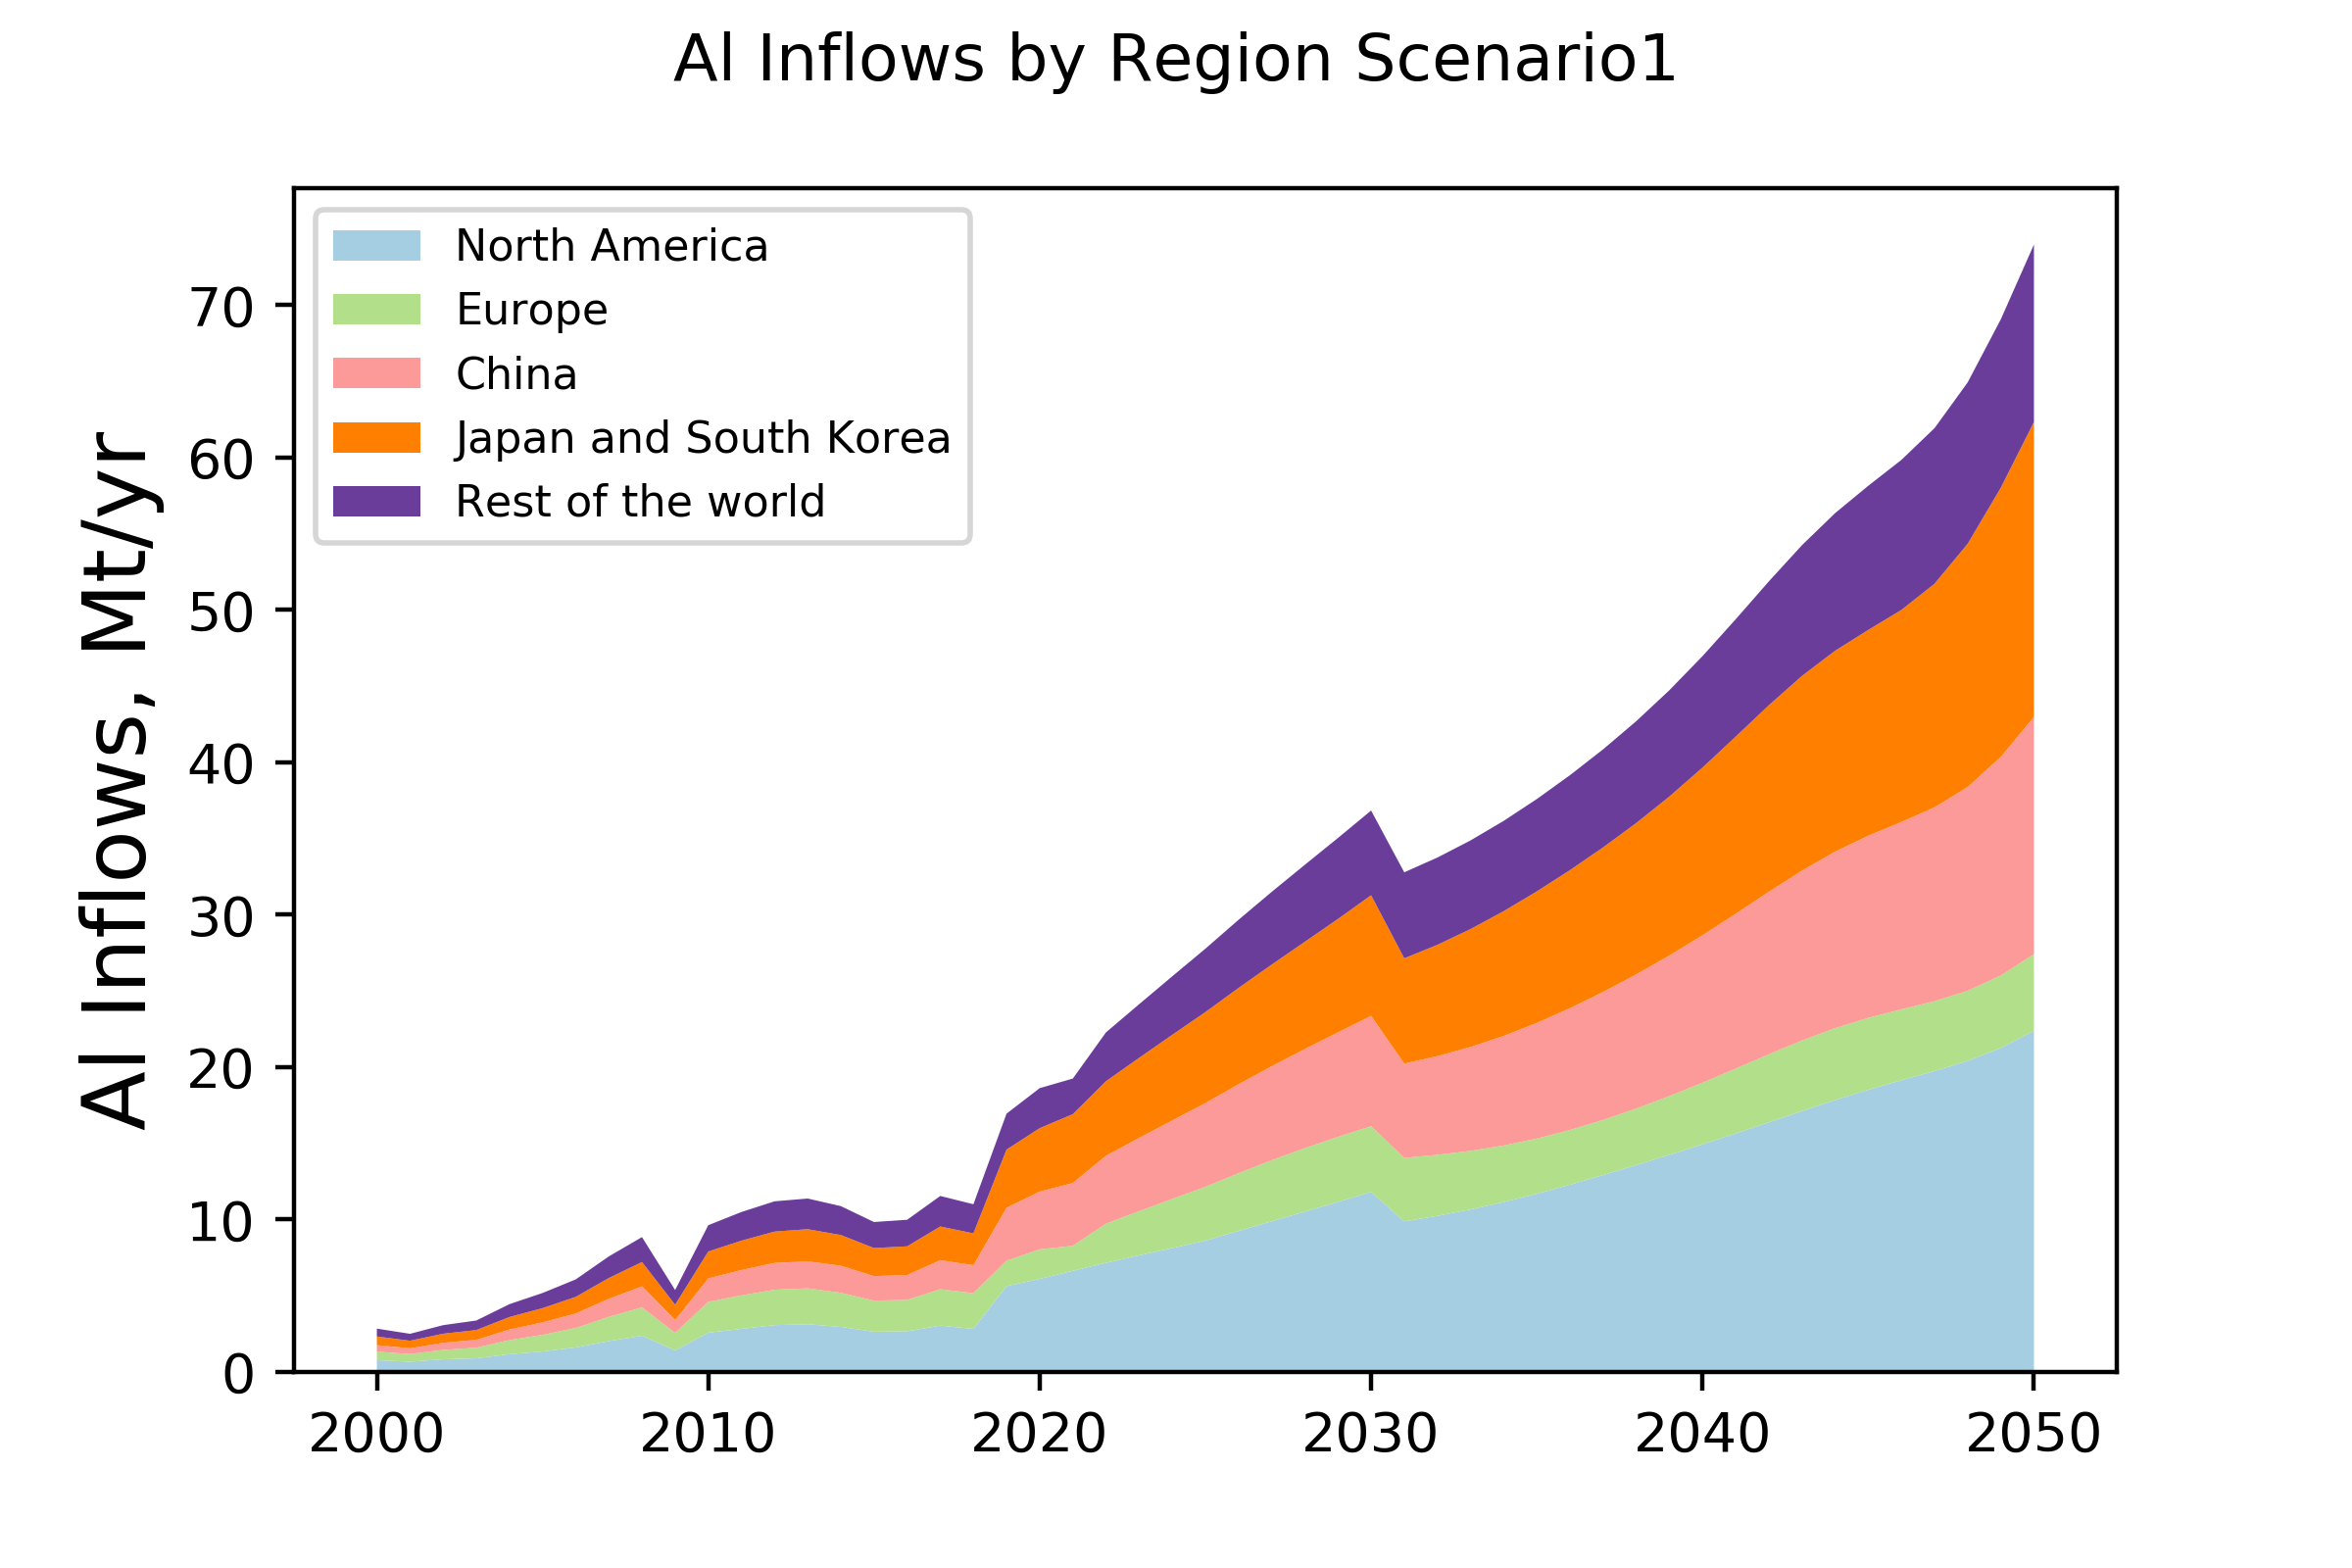 Al Inflows by Region Scenario1
North America
Europe
China
Japan and South Korea
Rest of the world
Al Inflows, Mt/yr
70
60
50
40
30
20
10
0
2000 2010 2020 2030 2040 2050